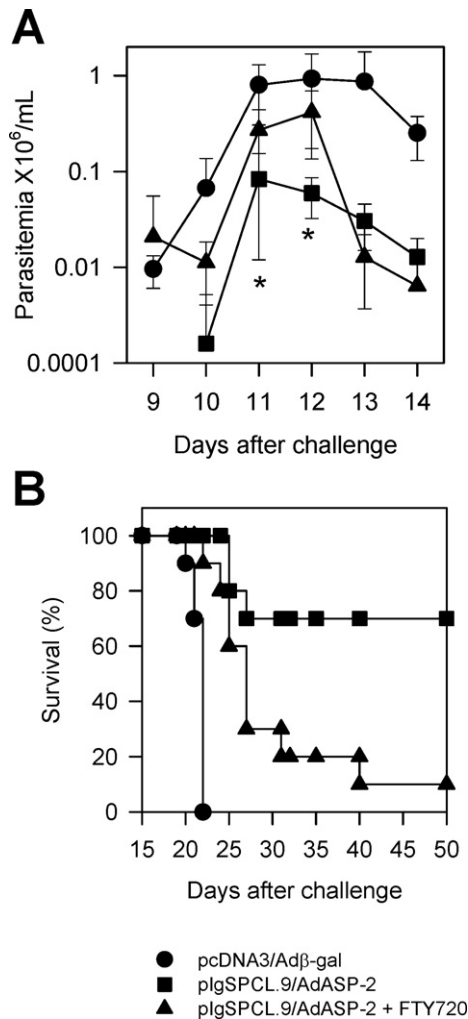 A
Parasitemia X10⁶/mL
1
0.1
0.01
0.0001
*
*
9 10 11 12 13 14
Days after challenge
B
Survival (%)
100
80
60
40
20
0
15 20 25 30 35 40 45 50
Days after challenge
pcDNA3/Adβ-gal
pIgSPCL.9/AdASP-2
pIgSPCL.9/AdASP-2 + FTY720